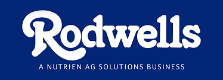 Rodwells
A NUTRIEN AG SOLUTIONS BUSINESS